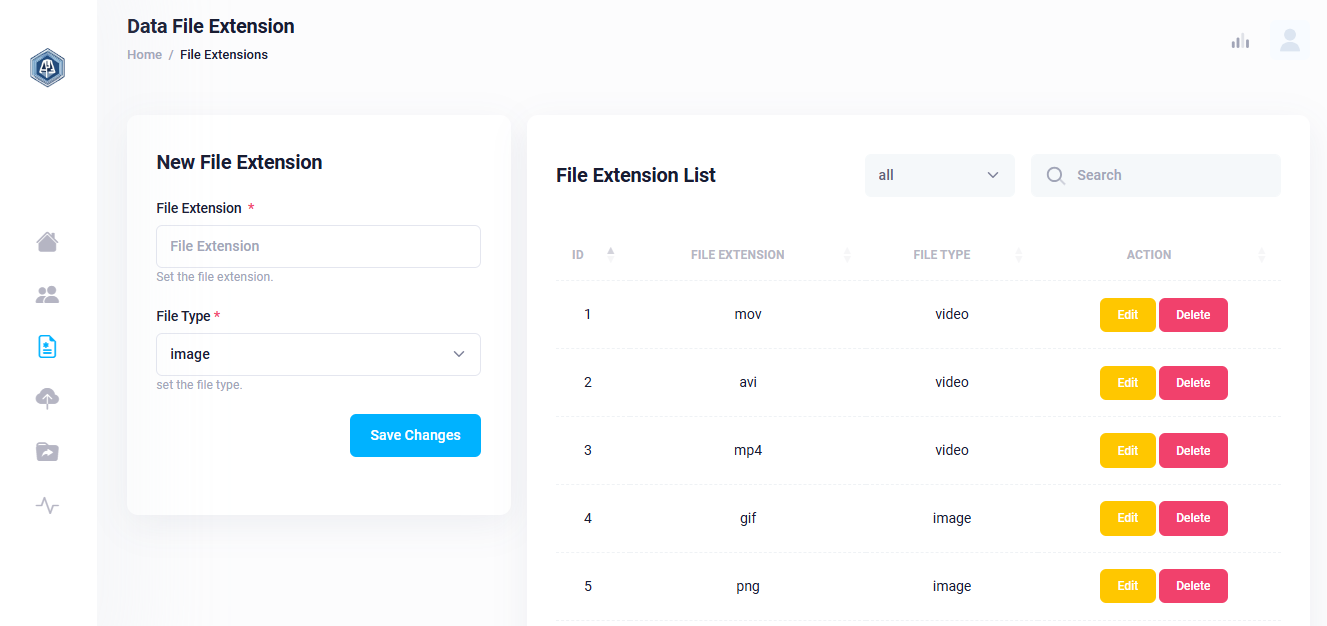 Data File Extension
Home / File Extensions
New File Extension
File Extension *
File Extension
Set the file extension.
File Type *
image
set the file type.
Save Changes
File Extension List
all
Search
ID FILE EXTENSION FILE TYPE ACTION
1 mov video Edit Delete
2 avi video Edit Delete
3 mp4 video Edit Delete
4 gif image Edit Delete
5 png image Edit Delete